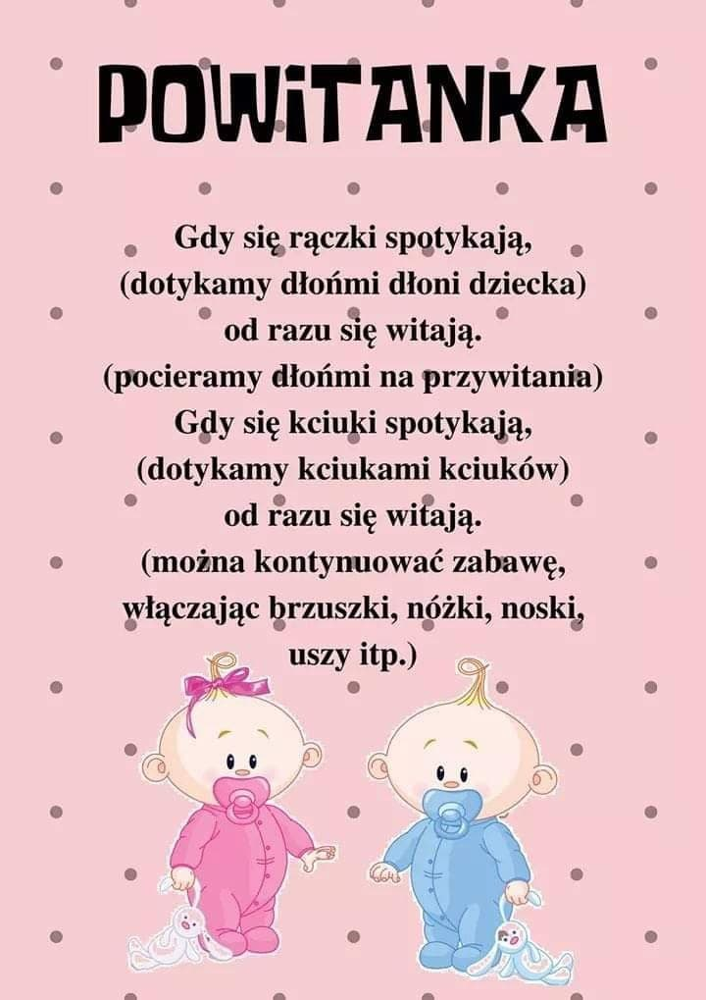 POWiTANKA
Gdy się rączki spotykają,
(dotykamy dłońmi dłoni dziecka)
od razu się witają.
(pocieramy dłońmi na przywitania)
Gdy się kciuki spotykają,
(dotykamy kciukami kciuków)
od razu się witają.
(można kontynuować zabawę,
włączając brzuszki, nóżki, noski,
uszy itp.)